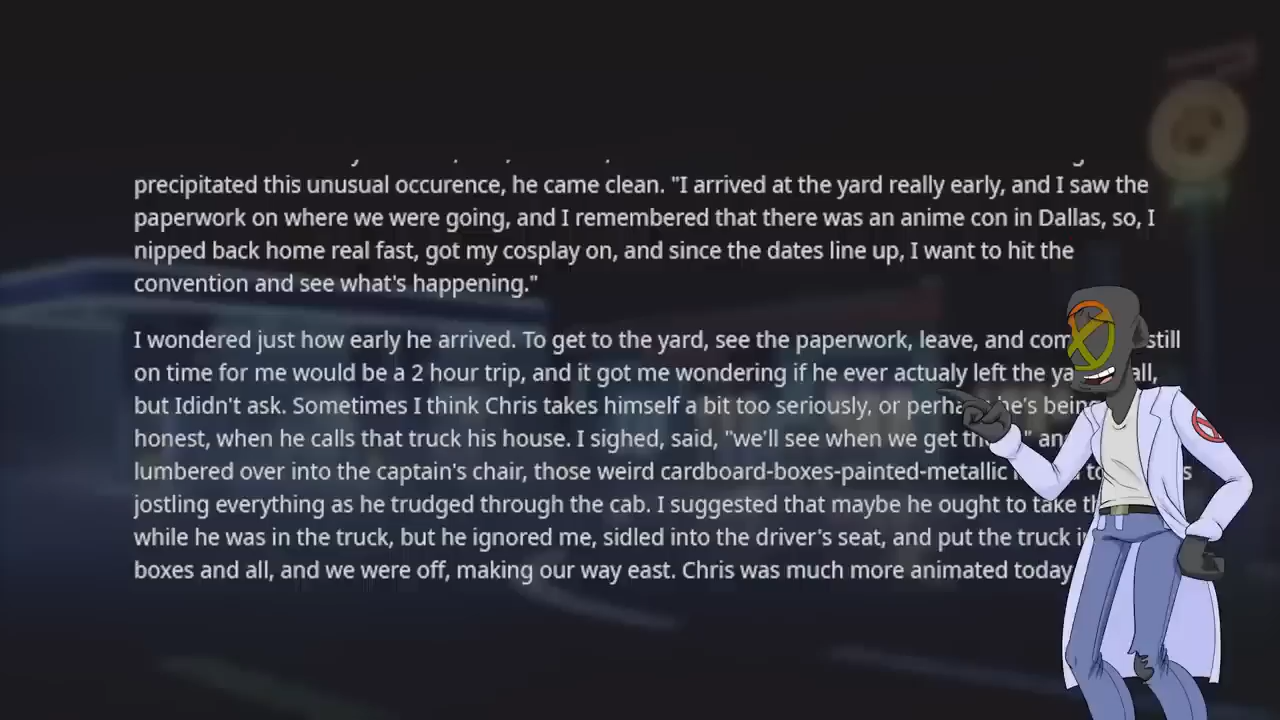 precipitated this unusual occurence, he came clean. "I arrived at the yard really early, and I saw the
paperwork on where we were going, and I remembered that there was an anime con in Dallas, so, I
nipped back home real fast, got my cosplay on, and since the dates line up, I want to hit the
convention and see what's happening."
I wondered just how early he arrived. To get to the yard, see the paperwork, leave, and still
on time for me would be a 2 hour trip, and it got me wondering if he ever actualy left the
but Ididn't ask. Sometimes I think Chris takes himself a bit too seriously, or he's
honest, when he calls that truck his house. I sighed, said, "we'll see when we get
lumbered over into the captain's chair, those weird cardboard-boxes-painted-metallic
jostling everything as he trudged through the cab. I suggested that maybe he ought to take
while he was in the truck, but he ignored me, sidled into the driver's seat, and put the truck
boxes and all, and we were off, making our way east. Chris was much more animated today